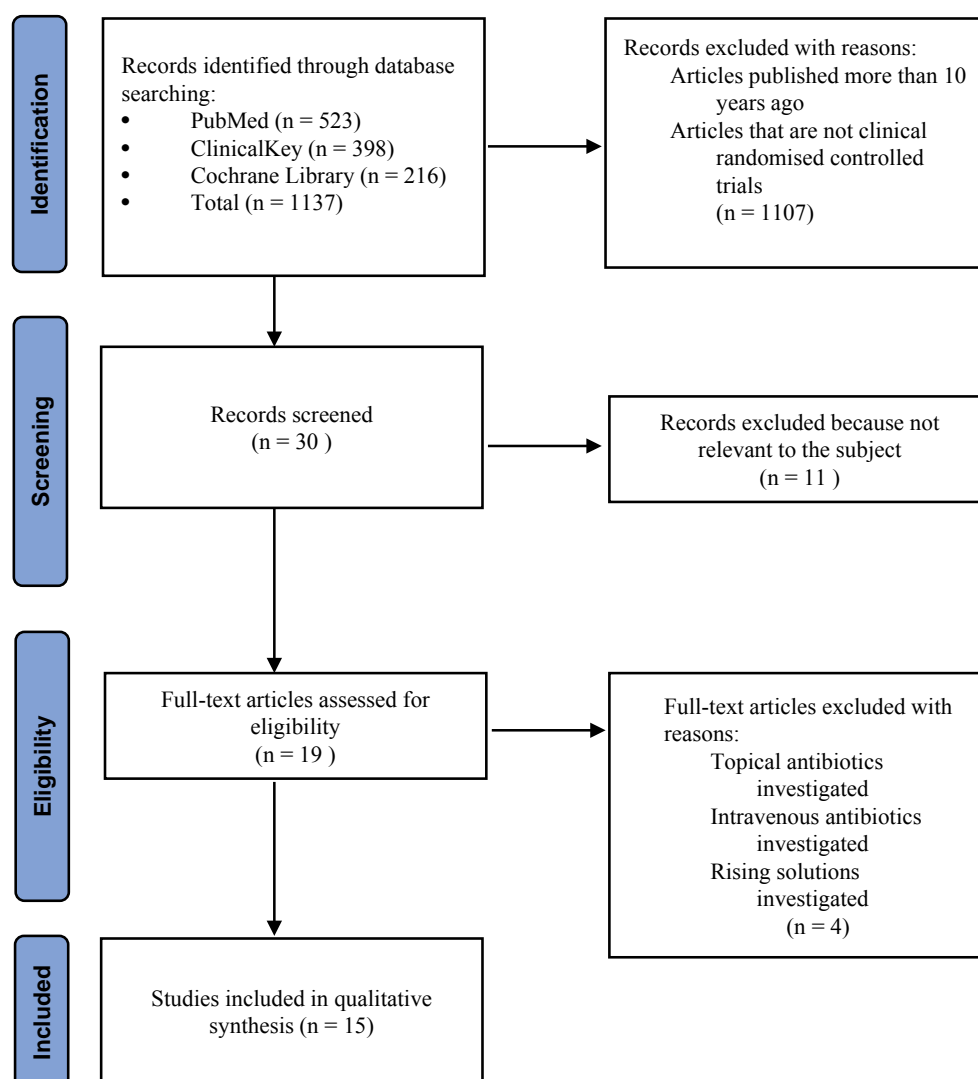 Identification
Records identified through database
searching:
• PubMed (n = 523)
• ClinicalKey (n = 398)
• Cochrane Library (n = 216)
• Total (n = 1137)
Records excluded with reasons:
Articles published more than 10
years ago
Articles that are not clinical
randomised controlled
trials
(n = 1107)
Screening
Records screened
(n = 30 )
Records excluded because not
relevant to the subject
(n = 11 )
Eligibility
Full-text articles assessed for
eligibility
(n = 19 )
Full-text articles excluded with
reasons:
Topical antibiotics
investigated
Intravenous antibiotics
investigated
Rising solutions
investigated
(n = 4)
Included
Studies included in qualitative
synthesis (n = 15)